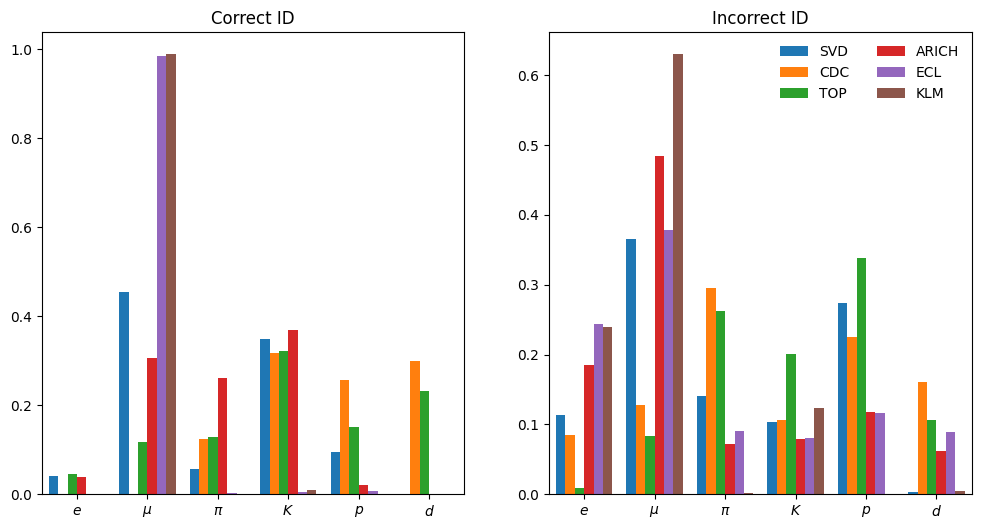 Correct ID
1.0
0.8
0.6
0.4
0.2
0.0
e μ π K p d
Incorrect ID
0.6
0.5
0.4
0.3
0.2
0.1
0.0
e μ π K p d
SVD
CDC
TOP
ARICH
ECL
KLM